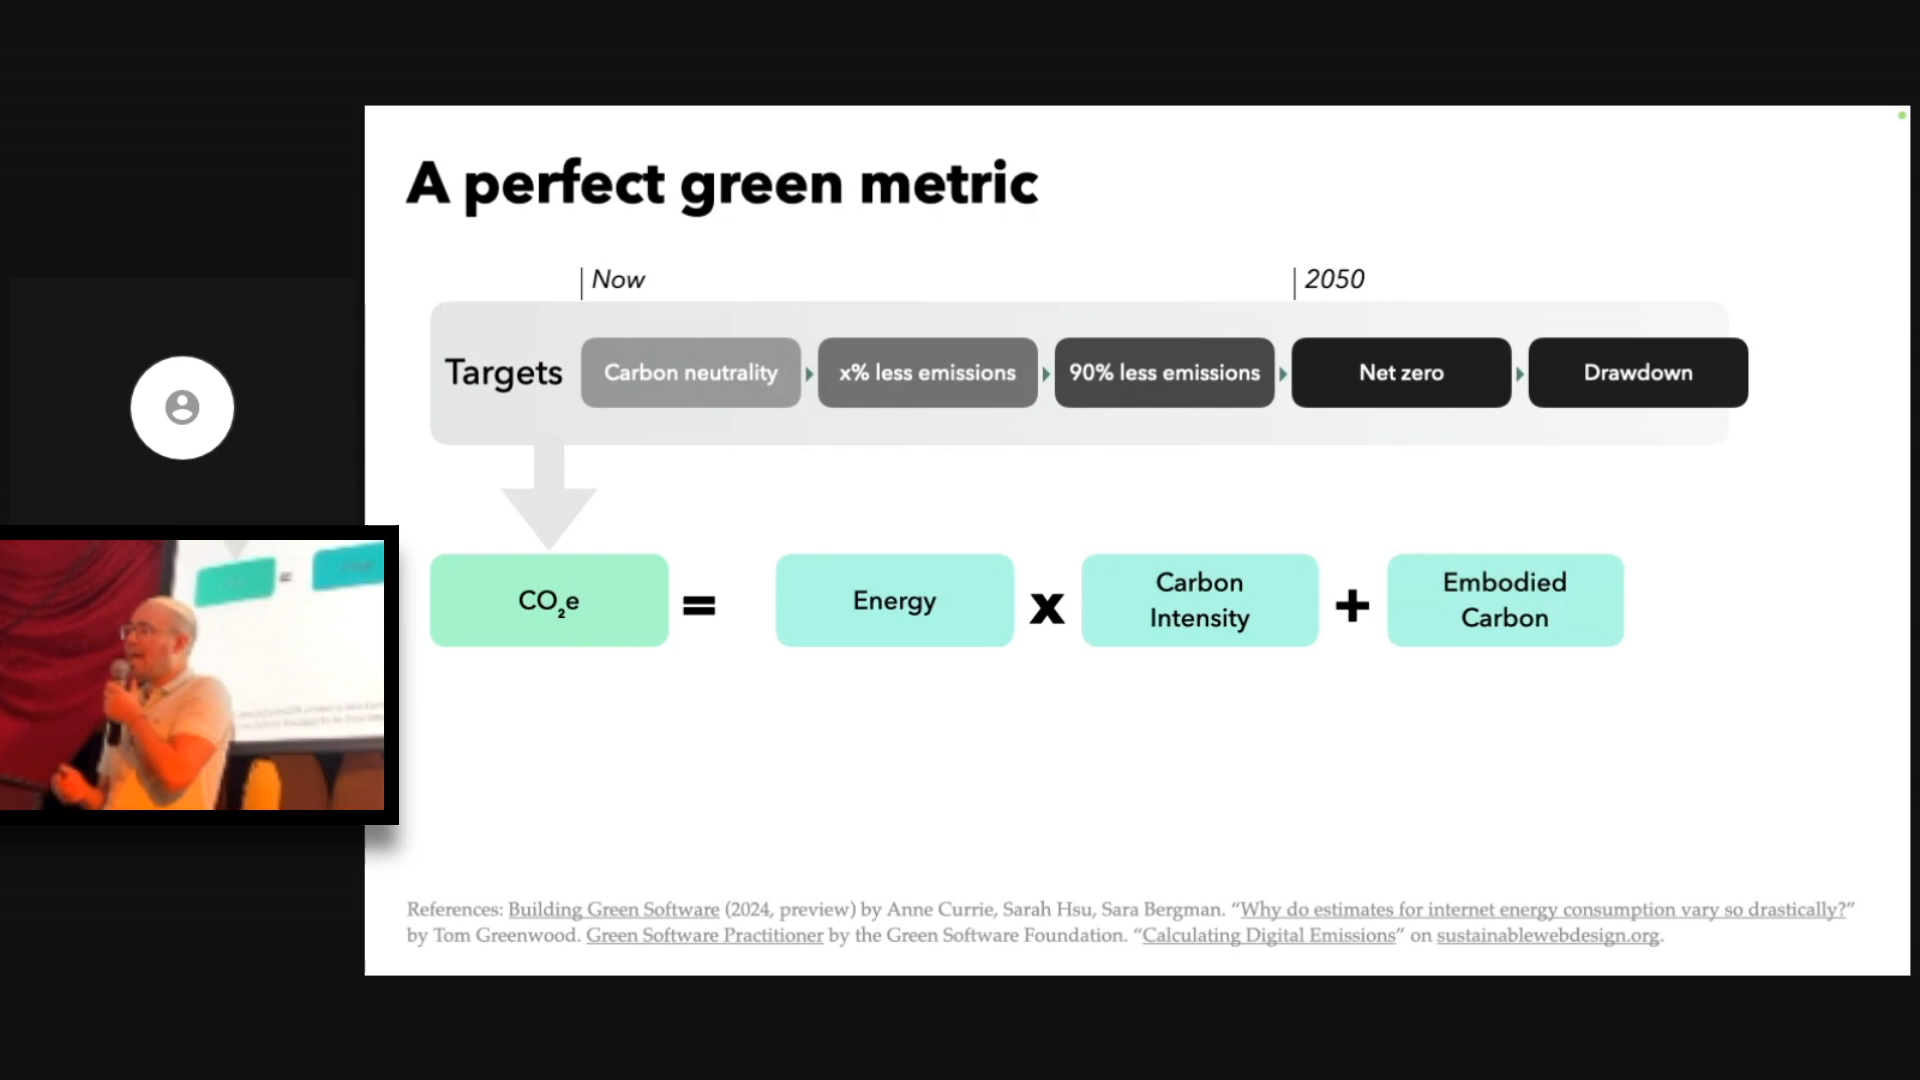 A perfect green metric
Now
2050
Targets
Carbon neutrality
x% less emissions
90% less emissions
Net zero
Drawdown
CO₂e
=
Energy
x
Carbon
Intensity
+
Embodied
Carbon
References: Building Green Software (2024, preview) by Anne Currie, Sarah Hsu, Sara Bergman. “Why do estimates for internet energy consumption vary so drastically?”
by Tom Greenwood. Green Software Practitioner by the Green Software Foundation. “Calculating Digital Emissions” on sustainablewebdesign.org.